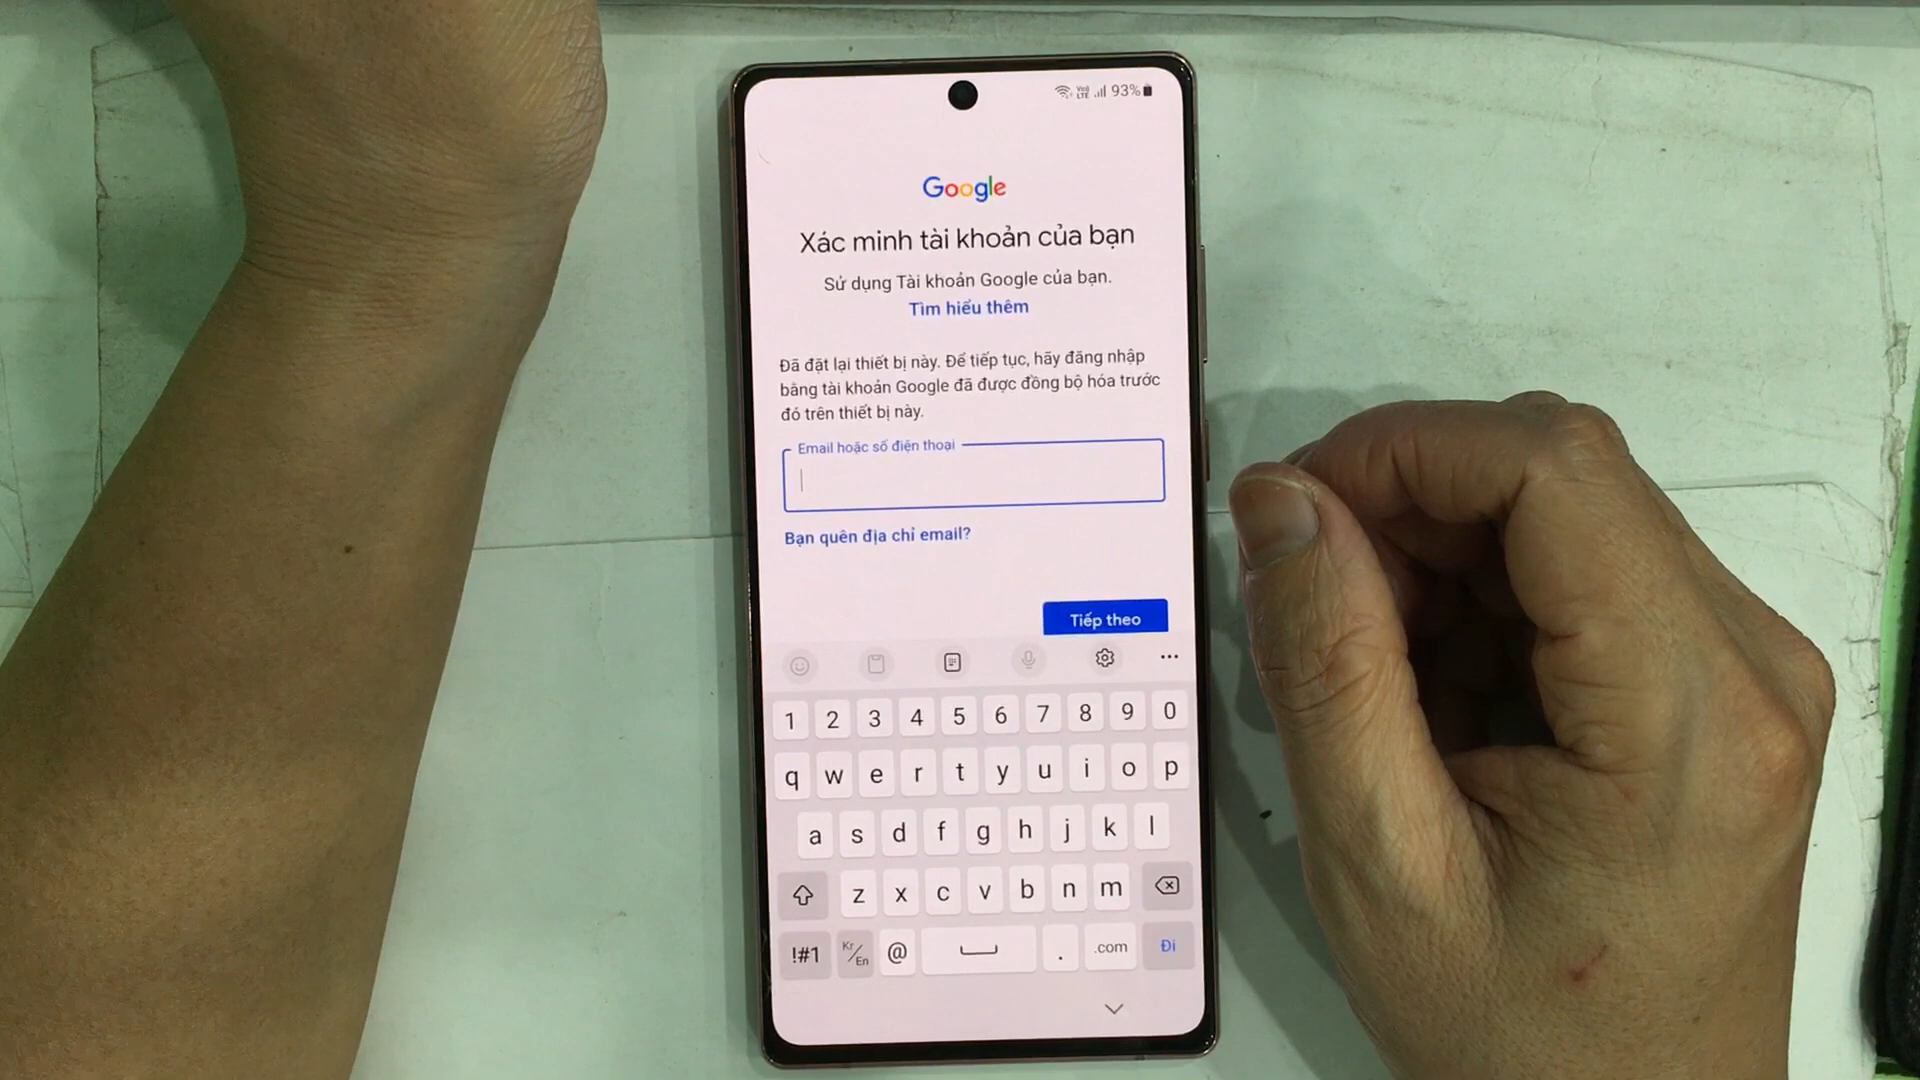 Vo) LTE 93%
Google
Xác minh tài khoản của bạn
Sử dụng Tài khoản Google của bạn.
Tìm hiểu thêm
Đã đặt lại thiết bị này. Để tiếp tục, hãy đăng nhập
bằng tài khoản Google đã được đồng bộ hóa trước
đó trên thiết bị này.
Email hoặc số điện thoại
Bạn quên địa chỉ email?
Tiếp theo
1 2 3 4 5 6 7 8 9 0
q w e r t y u i o p
a s d f g h j k l
z x c v b n m
!#1 Kr/En @ . .com Đi